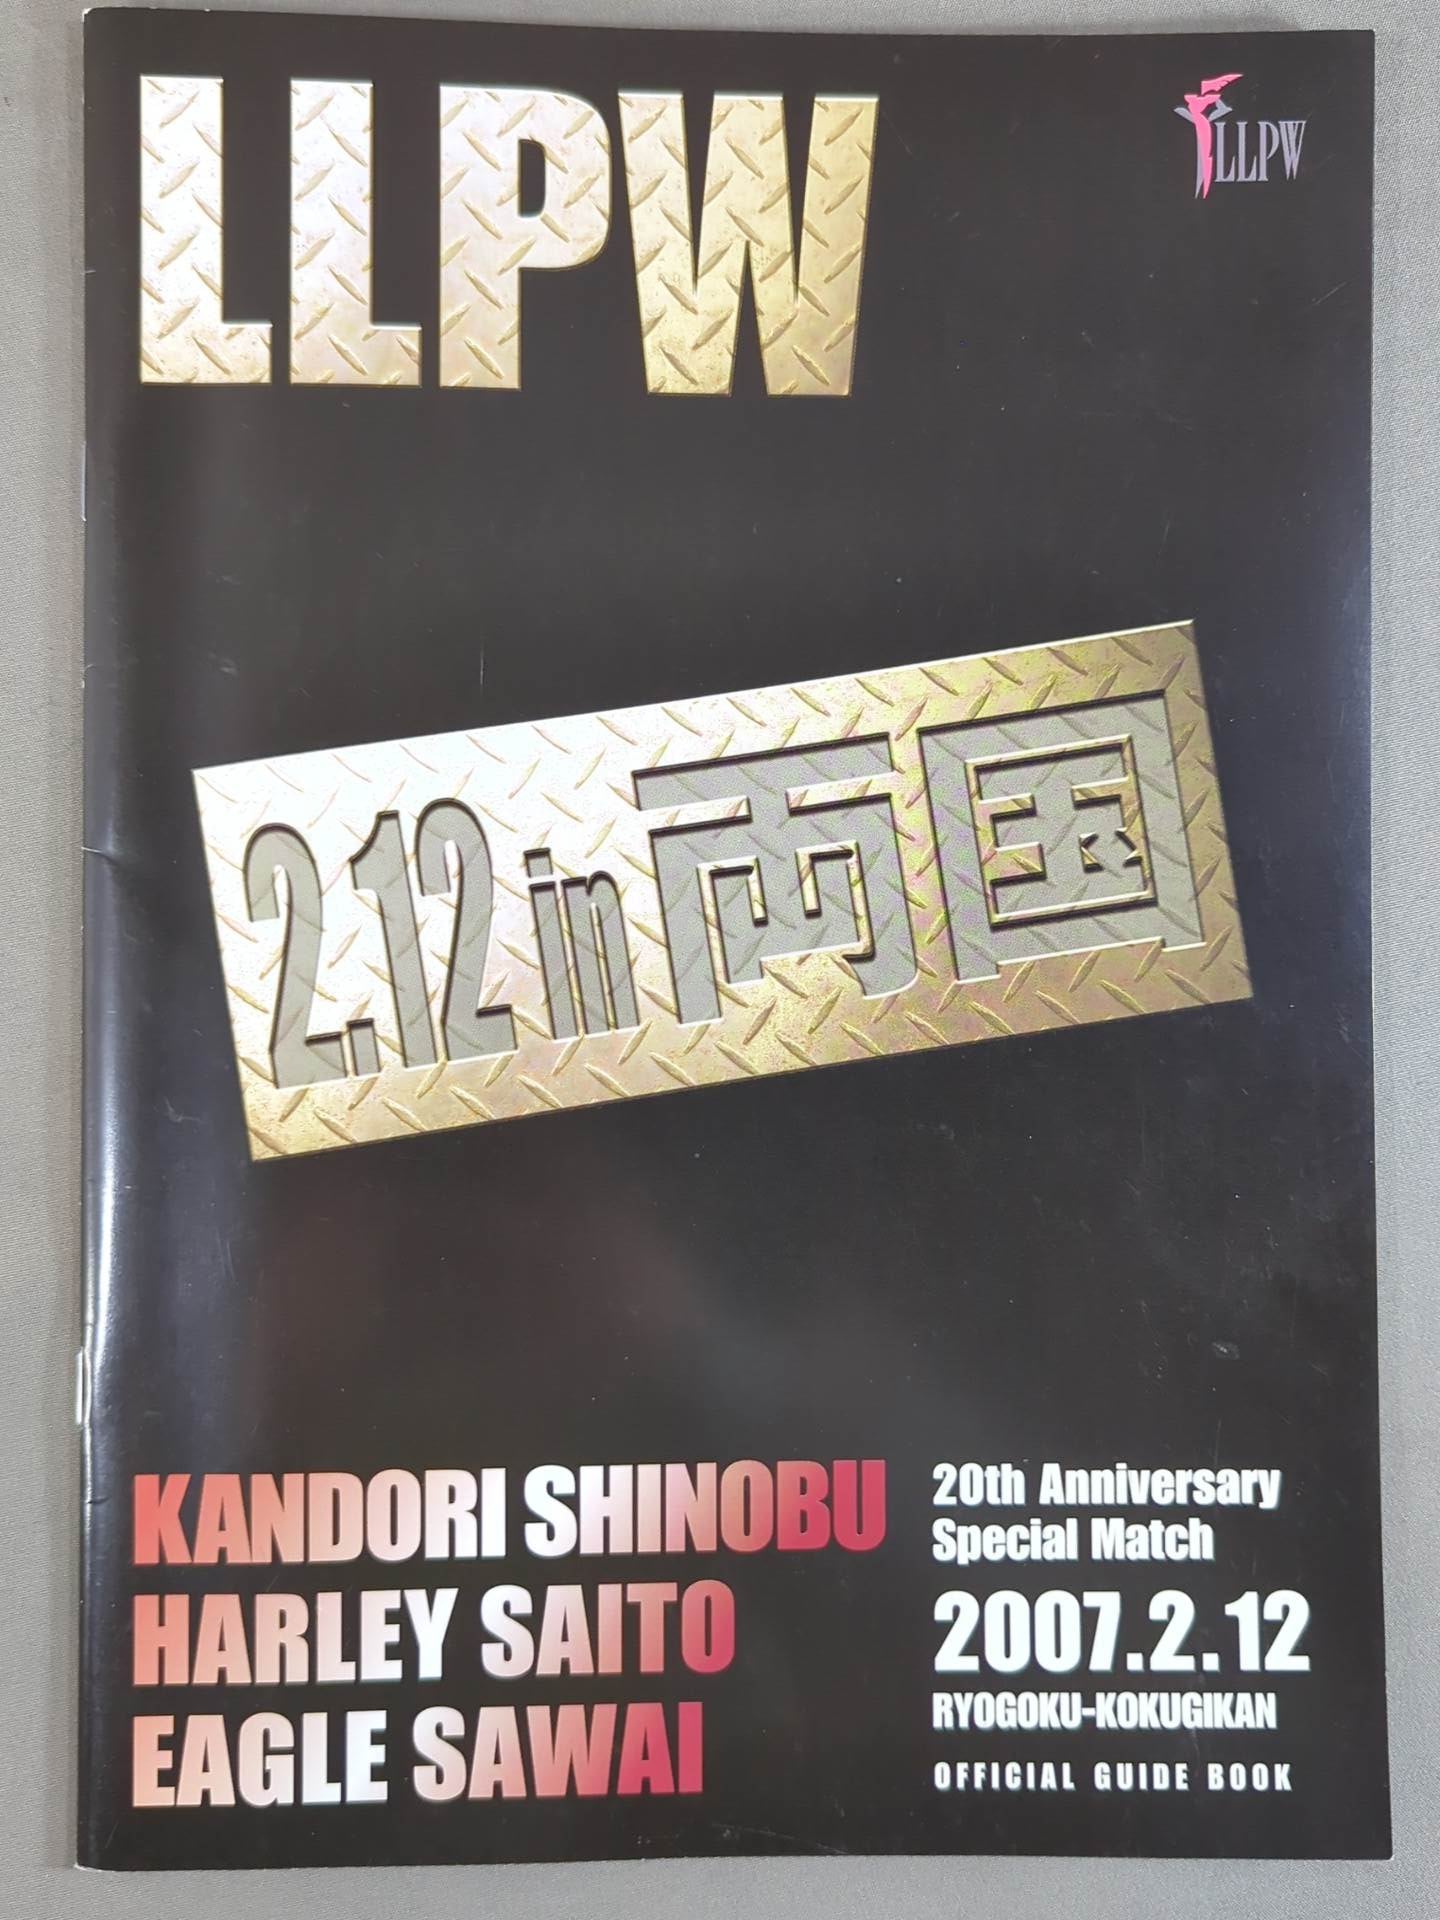 LLPW
LLPW
2.12 in 両国
KANDORI SHINOBU
HARLEY SAITO
EAGLE SAWAI
20th Anniversary
Special Match
2007.2.12
RYOGOKU-KOKUGIKAN
OFFICIAL GUIDE BOOK